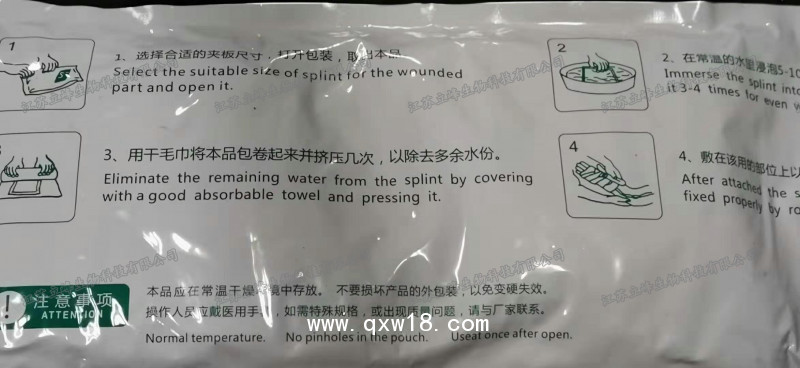 1
1、选择合适的夹板尺寸，打开包装，取出本品
Select the suitable size of splint for the wounded
part and open it.
2
2、在常温的水里浸泡5-10
Immerse the splint into
it 3-4 times for even w
3、用干毛巾将本品包卷起来并挤压几次，以除去多余水份。
Eliminate the remaining water from the splint by covering
with a good absorbable towel and pressing it.
4
4、敷在该用的部位上以
After attached the s
fixed properly by ro
注意事项
ATTENTION
本品应在常温干燥环境中存放。 不要损坏产品的外包装，以免变硬失效。
操作人员应戴医用手，如需特殊规格，或出现质量问题，请与厂家联系。
Normal temperature. No pinholes in the pouch. Useat once after open.
www.qxw18.com